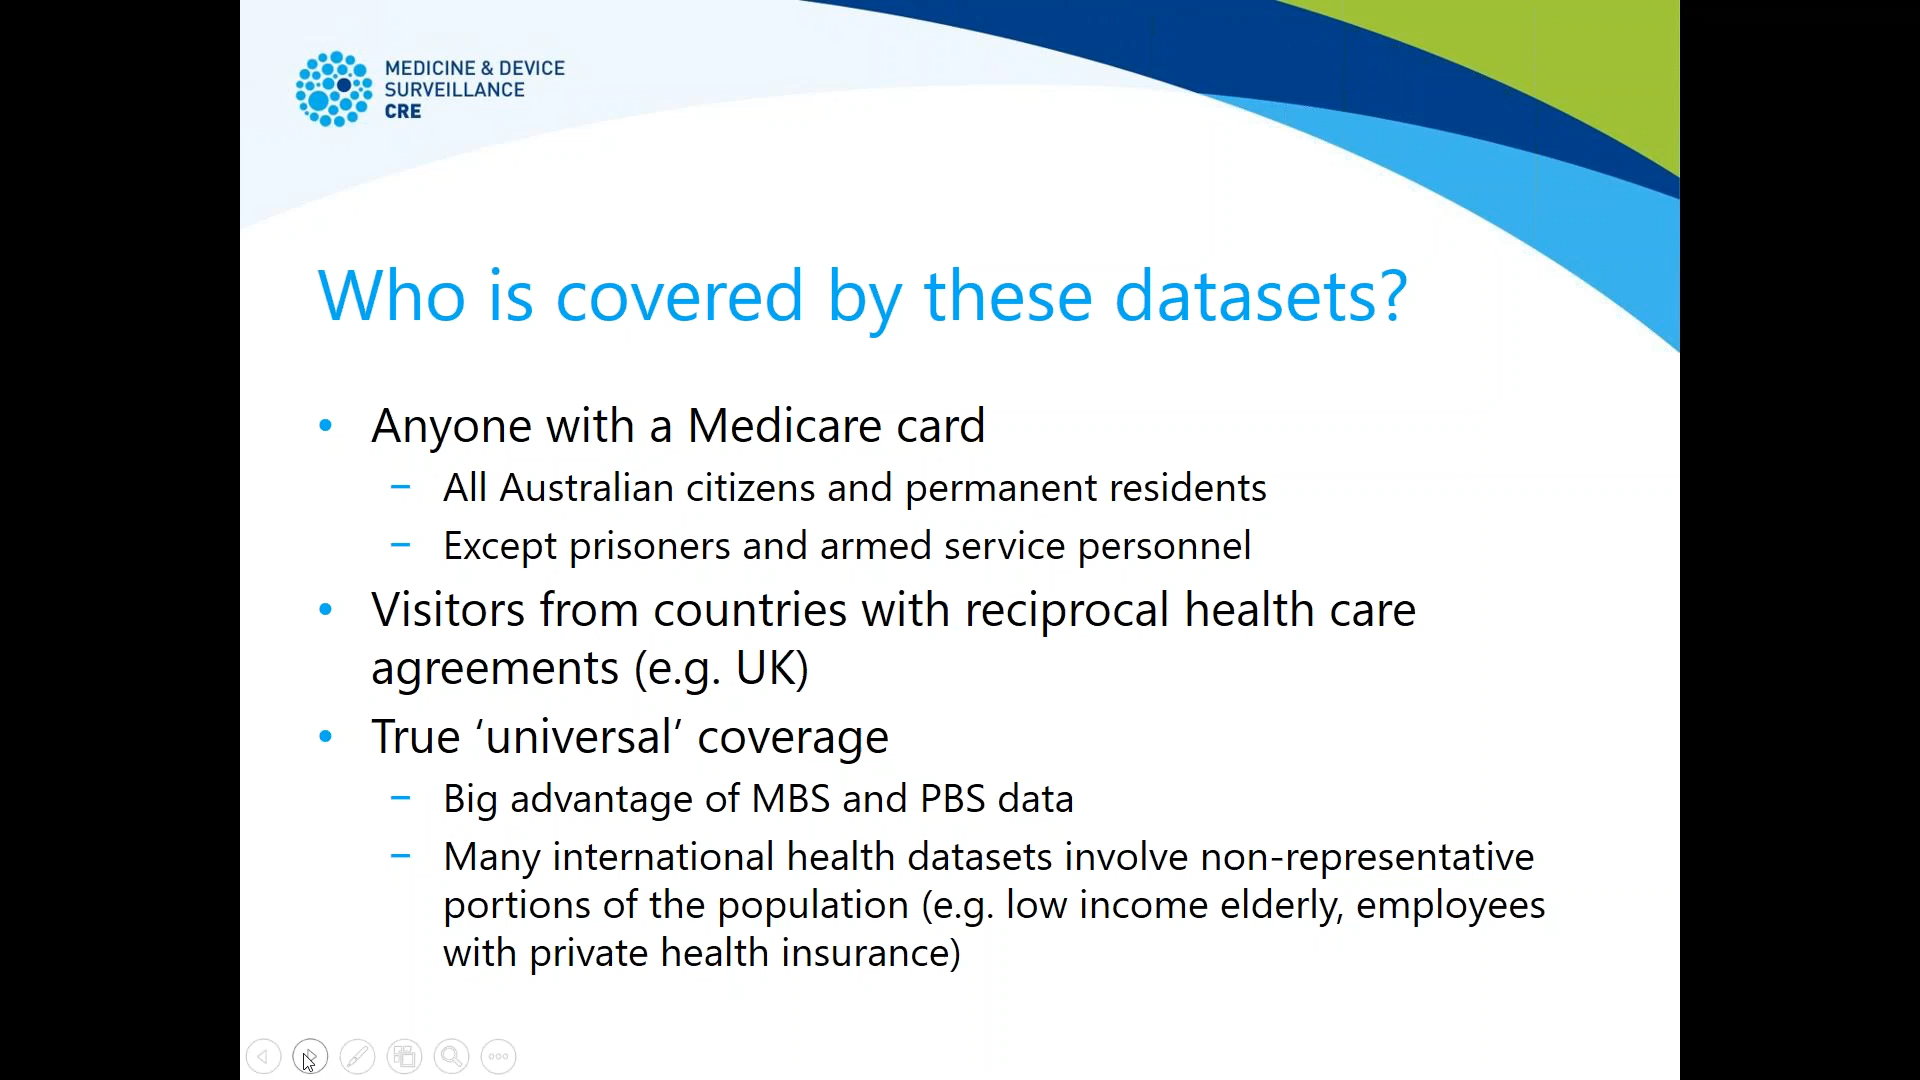 MEDICINE & DEVICE
SURVEILLANCE
CRE
Who is covered by these datasets?
• Anyone with a Medicare card
– All Australian citizens and permanent residents
– Except prisoners and armed service personnel
• Visitors from countries with reciprocal health care
agreements (e.g. UK)
• True ‘universal’ coverage
– Big advantage of MBS and PBS data
– Many international health datasets involve non-representative
portions of the population (e.g. low income elderly, employees
with private health insurance)